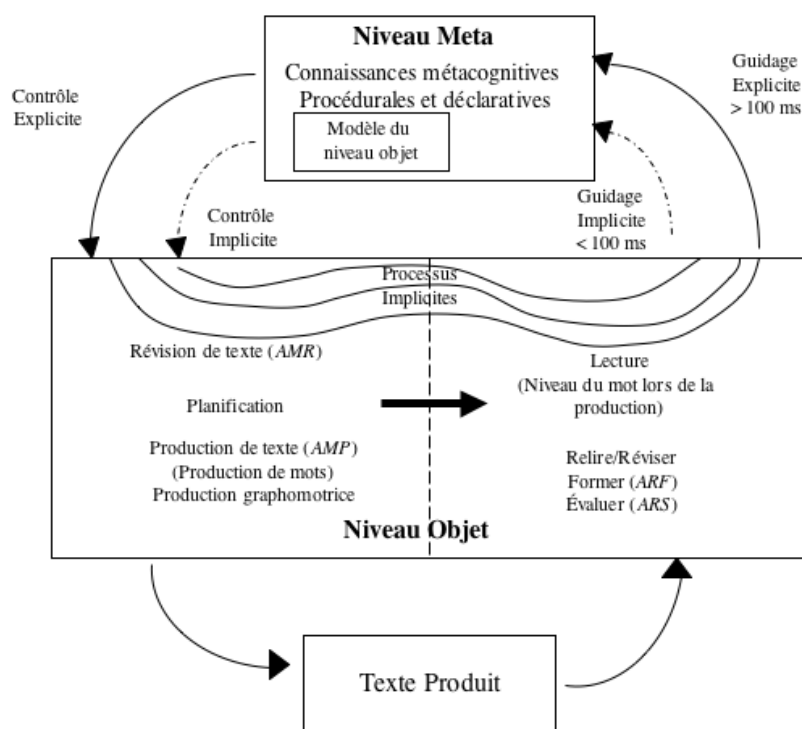 Niveau Meta
Connaissances métacognitives
Procédurales et déclaratives
Modèle du
niveau objet
Contrôle
Explicite
Guidage
Explicite
> 100 ms
Contrôle
Implicite
Guidage
Implicite
< 100 ms
Processus
Implicites
Révision de texte (AMR)
Planification
Production de texte (AMP)
(Production de mots)
Production graphomotrice
Lecture
(Niveau du mot lors de la
production)
Relire/Réviser
Former (ARF)
Évaluer (ARS)
Niveau Objet
Texte Produit